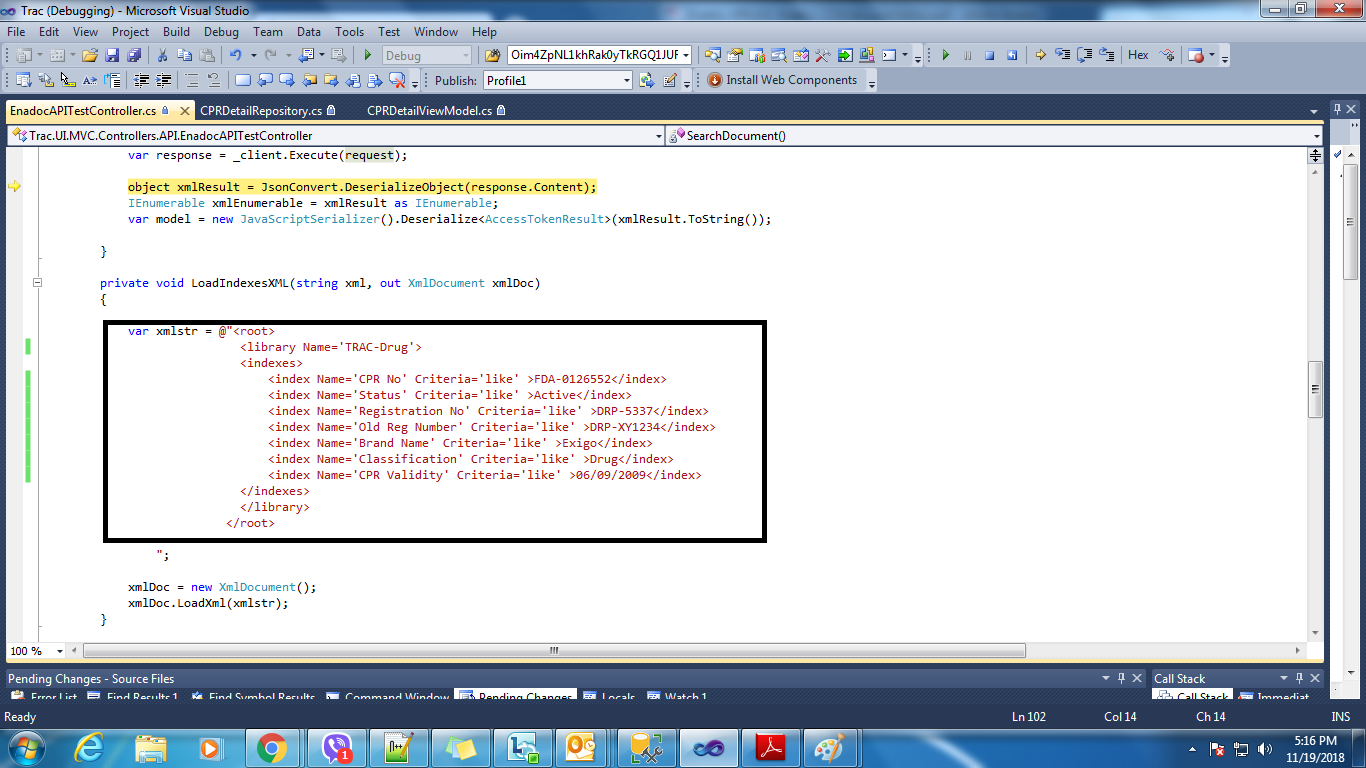 Trac (Debugging) - Microsoft Visual Studio
File Edit View Project Build Debug Team Data Tools Test Window Help
Debug Oim4ZpNL1khRak0yTkRGQ1JUF Hex
Publish: Profile1 Install Web Components
EnadocAPITestController.cs CPRDetailRepository.cs CPRDetailViewModel.cs
Trac.UI.MVC.Controllers.API.EnadocAPITestController SearchDocument()
var response = _client.Execute(request);
object xmlResult = JsonConvert.DeserializeObject(response.Content);
IEnumerable xmlEnumerable = xmlResult as IEnumerable;
var model = new JavaScriptSerializer().Deserialize<AccessTokenResult>(xmlResult.ToString());
}
private void LoadIndexesXML(string xml, out XmlDocument xmlDoc)
{
var xmlstr = @"<root>
<library Name='TRAC-Drug'>
<indexes>
<index Name='CPR No' Criteria='like' >FDA-0126552</index>
<index Name='Status' Criteria='like' >Active</index>
<index Name='Registration No' Criteria='like' >DRP-5337</index>
<index Name='Old Reg Number' Criteria='like' >DRP-XY1234</index>
<index Name='Brand Name' Criteria='like' >Exigo</index>
<index Name='Classification' Criteria='like' >Drug</index>
<index Name='CPR Validity' Criteria='like' >06/09/2009</index>
</indexes>
</library>
</root>
";
xmlDoc = new XmlDocument();
xmlDoc.LoadXml(xmlstr);
}
100 %
Pending Changes - Source Files Call Stack
Error List Find Results 1 Find Symbol Results Command Window Pending Changes Locals Watch 1 Call Stack Immediat
Ready Ln 102 Col 14 Ch 14 INS
1
5:16 PM
11/19/2018